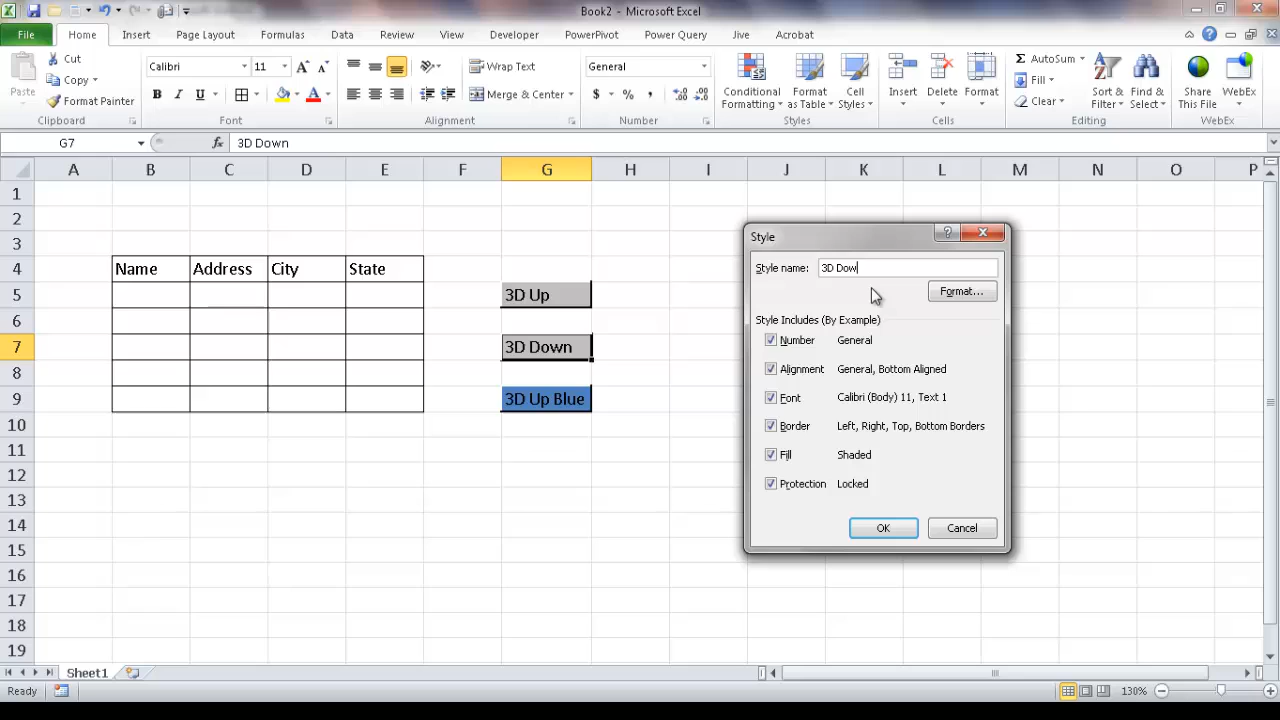 Book2 - Microsoft Excel
File Home Insert Page Layout Formulas Data Review View Developer PowerPivot Power Query Jive Acrobat
Paste
Cut
Copy
Format Painter
Clipboard
Calibri 11
B I U
Font
Wrap Text
Merge & Center
Alignment
General
$ % ,
Number
Conditional Formatting
Format as Table
Cell Styles
Styles
Insert Delete Format
Cells
AutoSum
Fill
Clear
Sort & Filter
Find & Select
Editing
Share This File
WebEx
WebEx
G7 fx 3D Down
A B C D E F G H I J K L M N O P
1
2
3
4 Name Address City State
5 3D Up
6
7 3D Down
8
9 3D Up Blue
10
11
12
13
14
15
16
17
18
19
Style
Style name: 3D Dow
Format...
Style Includes (By Example)
Number General
Alignment General, Bottom Aligned
Font Calibri (Body) 11, Text 1
Border Left, Right, Top, Bottom Borders
Fill Shaded
Protection Locked
OK Cancel
Sheet1
Ready 130%